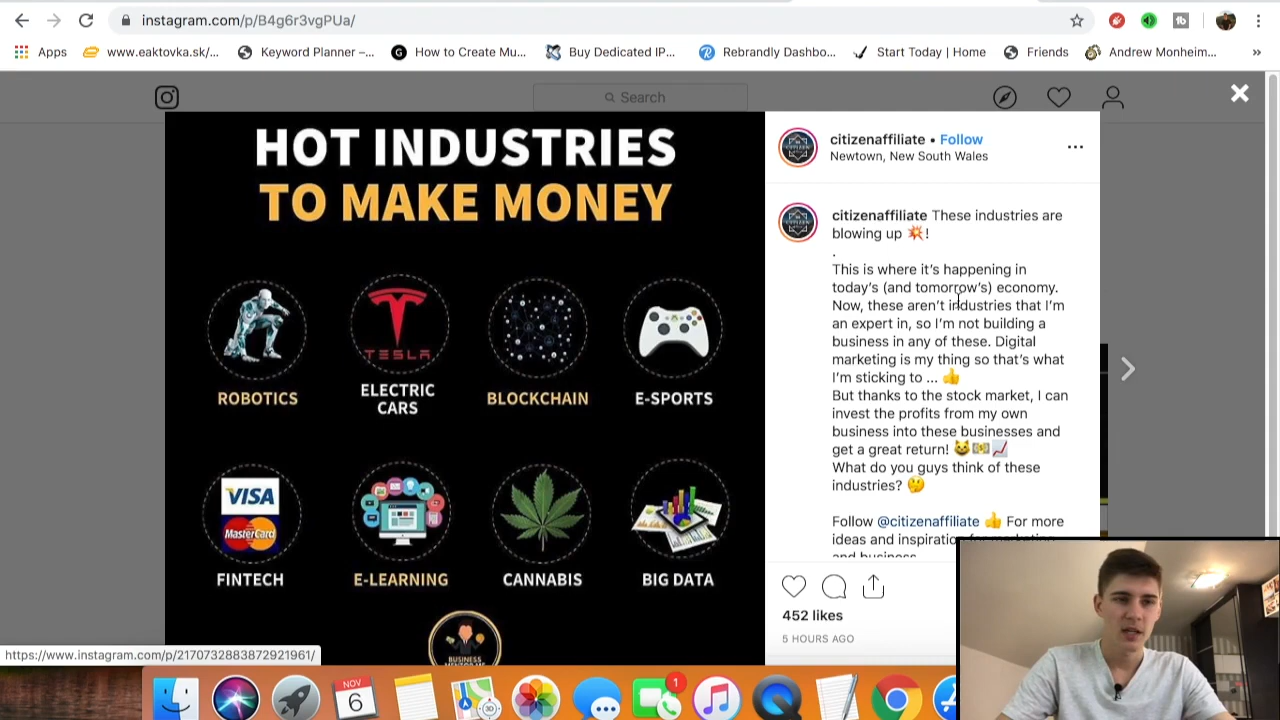 instagram.com/p/B4g6r3vgPUa/
Apps
www.eaktovka.sk/...
Keyword Planner –...
How to Create Mu...
Buy Dedicated IP...
Rebrandly Dashbo...
Start Today | Home
Friends
Andrew Monheim...
Search
HOT INDUSTRIES
TO MAKE MONEY
ROBOTICS
TESLA
ELECTRIC
CARS
BLOCKCHAIN
E-SPORTS
VISA
MasterCard
FINTECH
E-LEARNING
CANNABIS
BIG DATA
BUSINESS
citizenaffiliate • Follow
Newtown, New South Wales
citizenaffiliate These industries are
blowing up 💥!
.
This is where it's happening in
today's (and tomorrow's) economy.
Now, these aren't industries that I'm
an expert in, so I'm not building a
business in any of these. Digital
marketing is my thing so that's what
I'm sticking to ... 👍
But thanks to the stock market, I can
invest the profits from my own
business into these businesses and
get a great return! 😺💵📈
What do you guys think of these
industries? 🤔
Follow @citizenaffiliate 👍 For more
ideas and inspiration for marketing
and business
452 likes
5 HOURS AGO
https://www.instagram.com/p/2170732883872921961/
NOV
6
3D
1